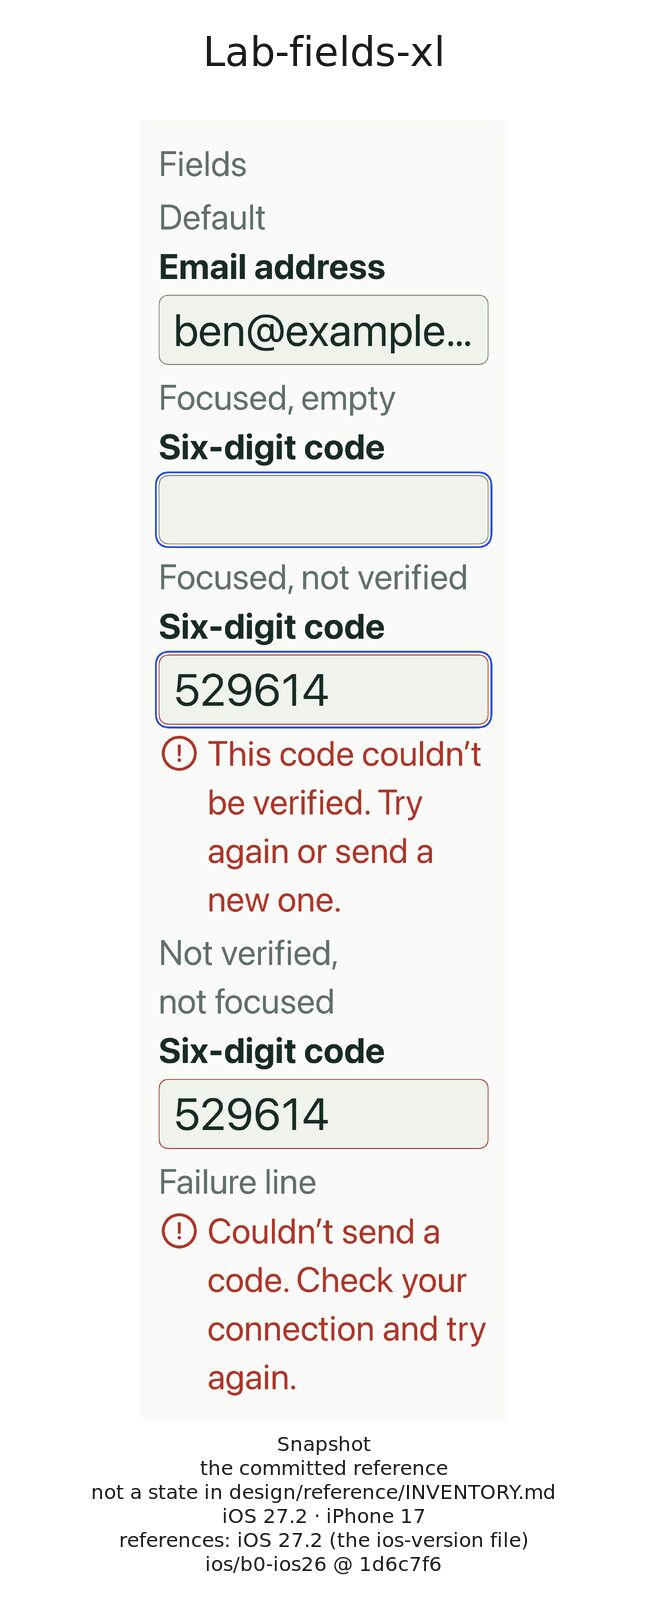 Lab-fields-xl
Fields
Default
Email address
ben@example…
Focused, empty
Six-digit code
Focused, not verified
Six-digit code
529614
This code couldn’t
be verified. Try
again or send a
new one.
Not verified,
not focused
Six-digit code
529614
Failure line
Couldn’t send a
code. Check your
connection and try
again.
Snapshot
the committed reference
not a state in design/reference/INVENTORY.md
iOS 27.2 · iPhone 17
references: iOS 27.2 (the ios-version file)
ios/b0-ios26 @ 1d6c7f6